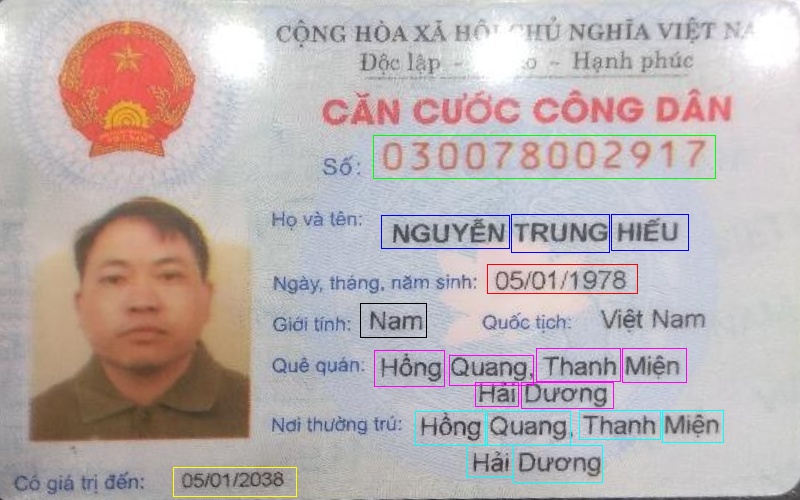 CỘNG HÒA XÃ HỘI CHỦ NGHĨA VIỆT NAM
Độc lập - - Hạnh phúc
CĂN CƯỚC CÔNG DÂN
Số: 030078002917
Họ và tên: NGUYỄN TRUNG HIẾU
Ngày, tháng, năm sinh: 05/01/1978
Giới tính: Nam Quốc tịch: Việt Nam
Quê quán: Hồng Quang, Thanh Miện
Hải Dương
Nơi thường trú: Hồng Quang, Thanh Miện
Hải Dương
Có giá trị đến: 05/01/2038